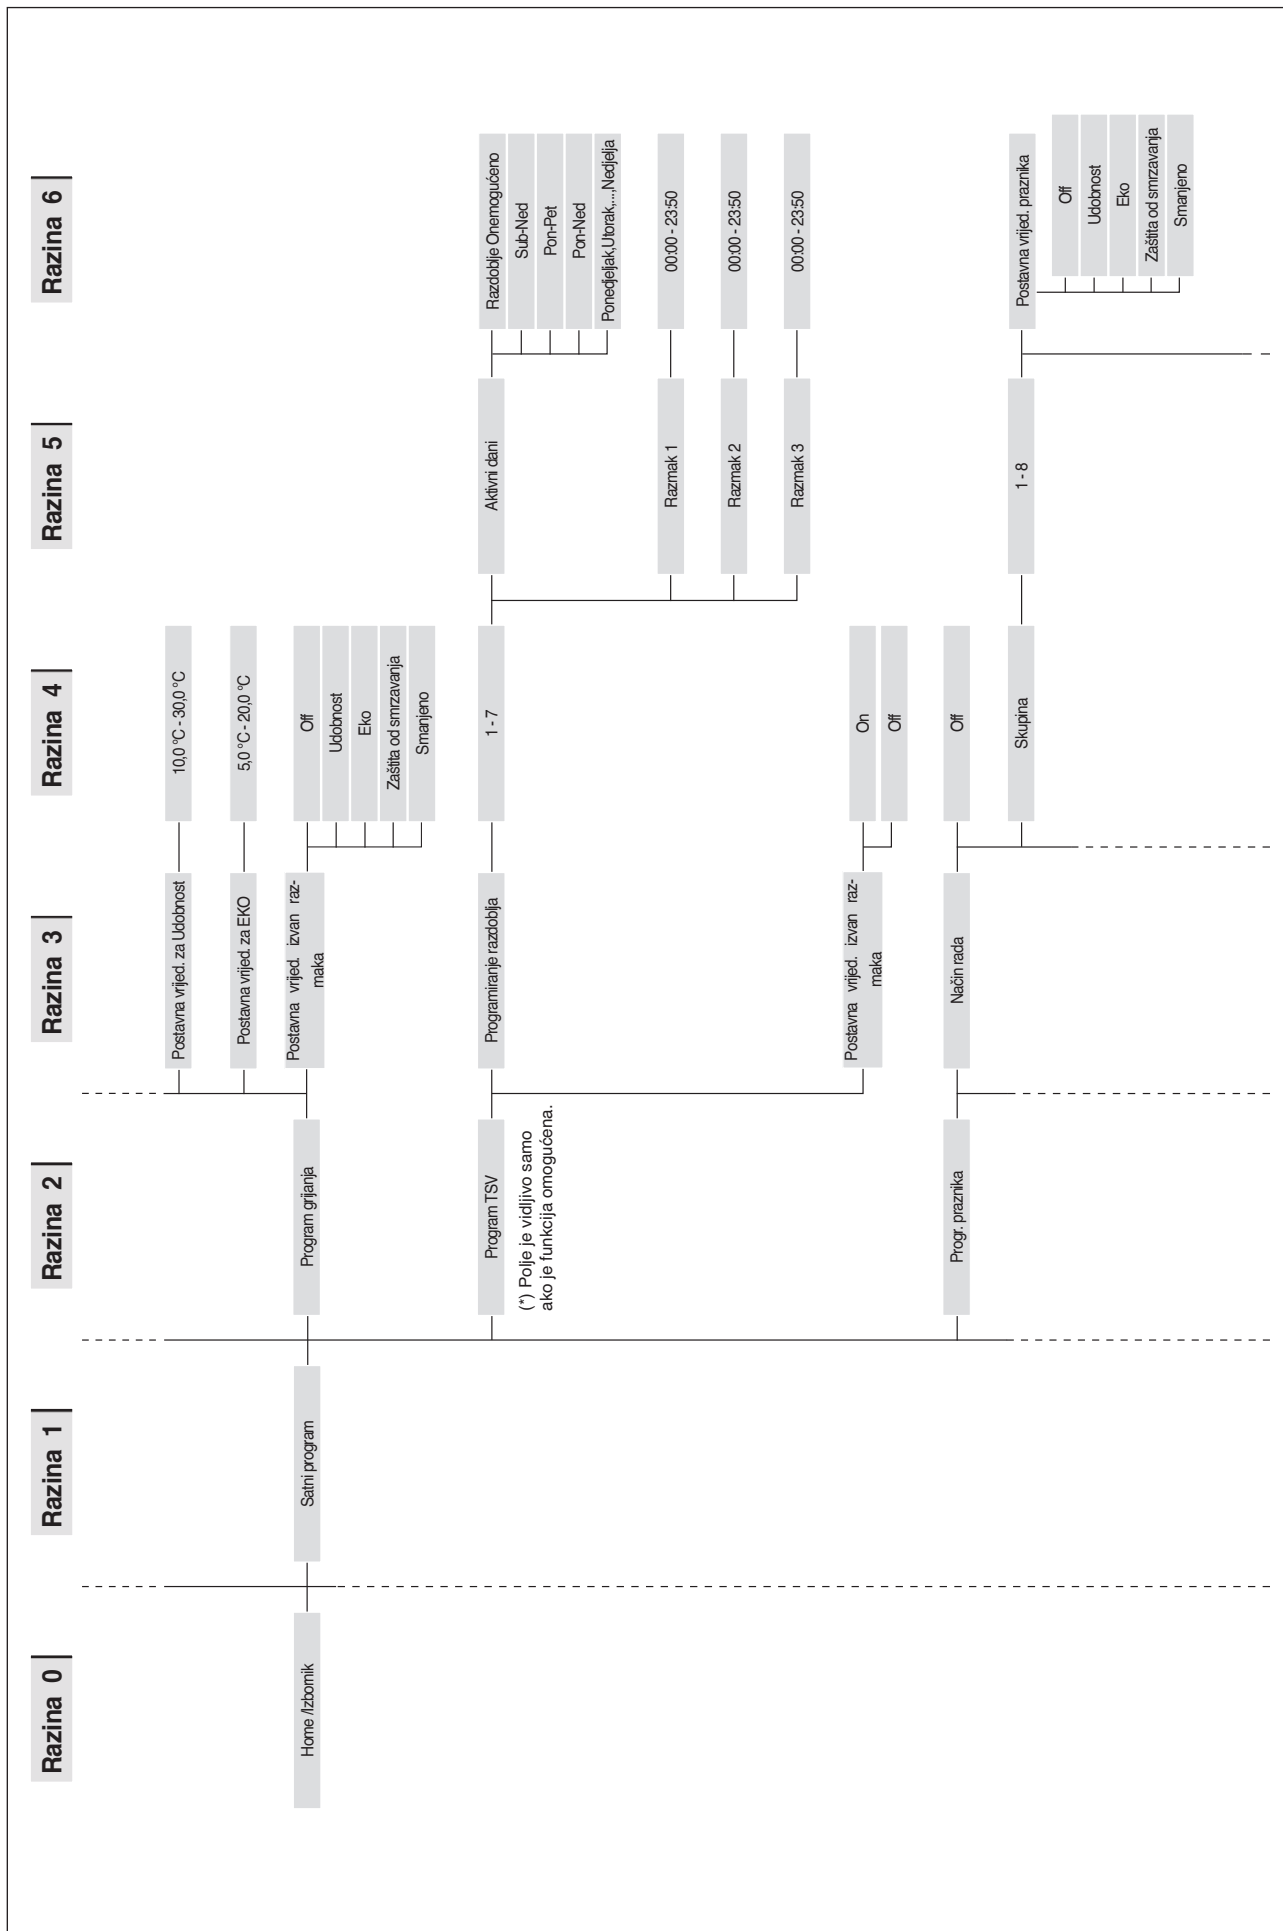 Razina 0
Razina 1
Razina 2
Razina 3
Razina 4
Razina 5
Razina 6
Postavna vrijed. za Udobnost
10,0 °C - 30,0 °C
Postavna vrijed. za EKO
5,0 °C - 20,0 °C
Home /Izbornik
Satni program
Program grijanja
Postavna vrijed. izvan raz-
maka
Off
Udobnost
Eko
Zaštita od smrzavanja
Smanjeno
Program TSV
(*) Polje je vidljivo samo
ako je funkcija omogućena.
Programiranje razdoblja
1 - 7
Aktivni dani
Razdoblje Onemogućeno
Sub-Ned
Pon-Pet
Pon-Ned
Ponedjeljak,Utorak,...,Nedjelja
Razmak 1
00:00 - 23:50
Razmak 2
00:00 - 23:50
Razmak 3
00:00 - 23:50
Postavna vrijed. izvan raz-
maka
On
Off
Progr. praznika
Način rada
Off
Skupina
1 - 8
Postavna vrijed. praznika
Off
Udobnost
Eko
Zaštita od smrzavanja
Smanjeno